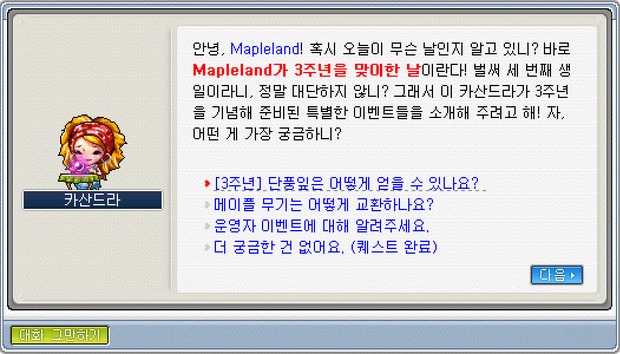 안녕, Mapleland! 혹시 오늘이 무슨 날인지 알고 있니? 바로
Mapleland가 3주년을 맞이한 날이란다! 벌써 세 번째 생
일이라니, 정말 대단하지 않니? 그래서 이 카산드라가 3주년
을 기념해 준비된 특별한 이벤트들을 소개해 주려고 해! 자,
어떤 게 가장 궁금하니?
카산드라
[3주년] 단풍잎은 어떻게 얻을 수 있나요?
메이플 무기는 어떻게 교환하나요?
운영자 이벤트에 대해 알려주세요.
더 궁금한 건 없어요. (퀘스트 완료)
다음
대화 그만하기